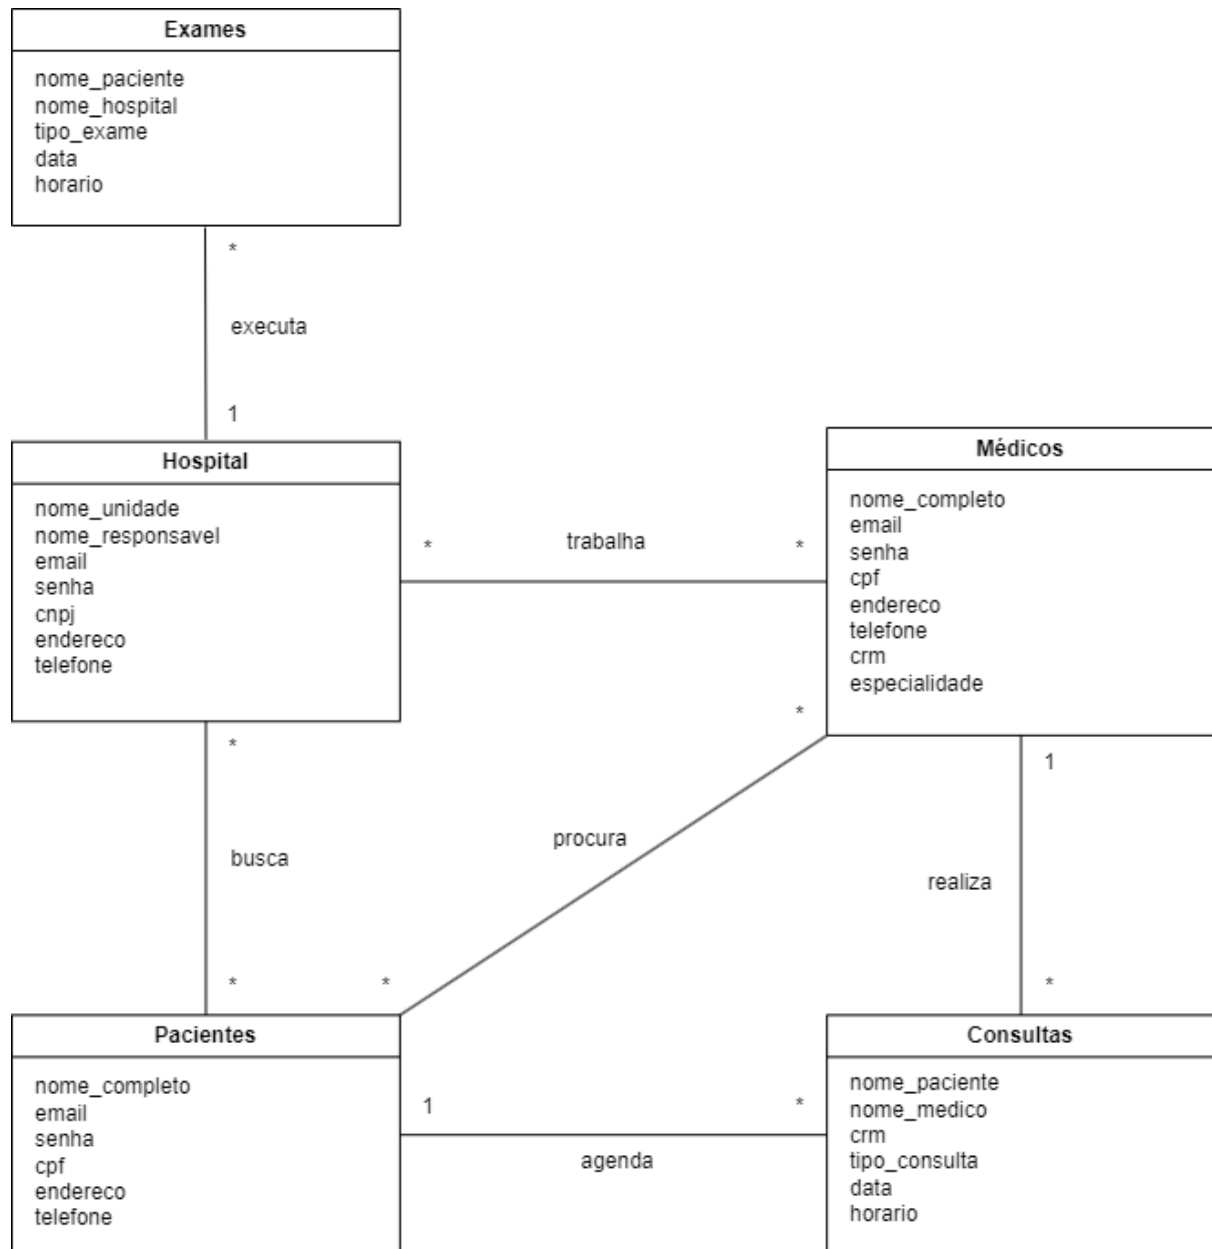 Exames
nome_paciente
nome_hospital
tipo_exame
data
horario
*
executa
1
Hospital
nome_unidade
nome_responsavel
email
senha
cnpj
endereco
telefone
* trabalha *
Médicos
nome_completo
email
senha
cpf
endereco
telefone
crm
especialidade
*
*
1
busca
procura
realiza
*
*
*
Pacientes
nome_completo
email
senha
cpf
endereco
telefone
1
*
agenda
Consultas
nome_paciente
nome_medico
crm
tipo_consulta
data
horario